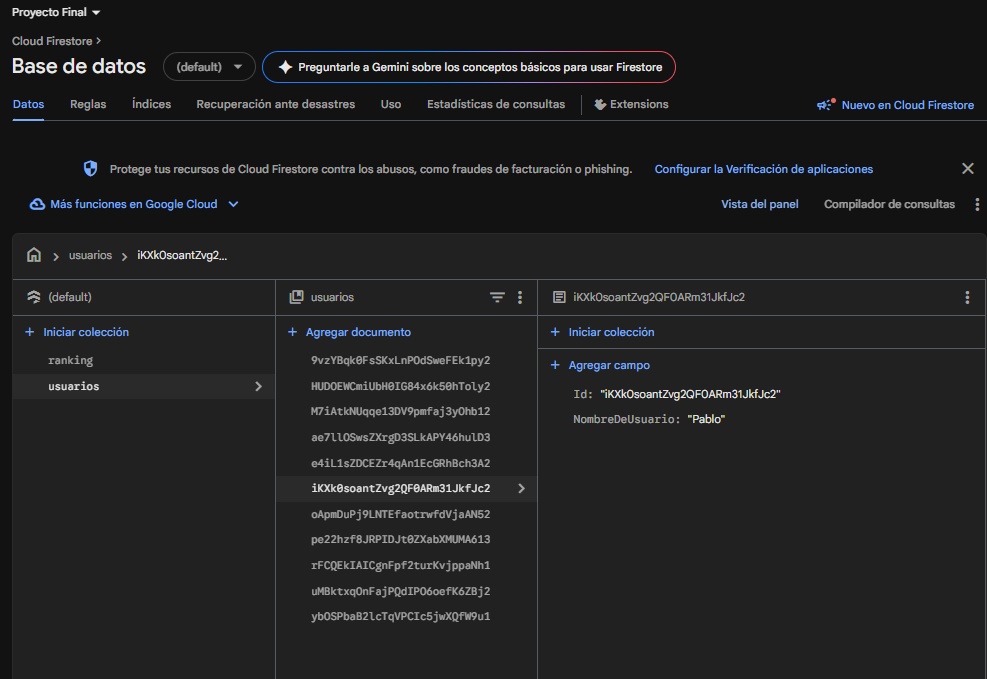 Proyecto Final
Cloud Firestore
Base de datos
(default)
Preguntarle a Gemini sobre los conceptos básicos para usar Firestore
Datos
Reglas
Índices
Recuperación ante desastres
Uso
Estadísticas de consultas
Extensions
Nuevo en Cloud Firestore
Protege tus recursos de Cloud Firestore contra los abusos, como fraudes de facturación o phishing.
Configurar la Verificación de aplicaciones
Más funciones en Google Cloud
Vista del panel
Compilador de consultas
usuarios
iKXk0soantZvg2...
(default)
Iniciar colección
ranking
usuarios
usuarios
Agregar documento
9vzYBqk0FsSKxLnPOdSweFEk1py2
HUDOEWCmiUbH0IG84x6k50hToly2
M7iAtkNUqqe13DV9pmfaj3yOhb12
ae7llOSwsZXrgD3SLkAPY46hulD3
e4iL1sZDCEZr4qAn1EcGRhBch3A2
iKXk0soantZvg2QF0ARm31JkfJc2
oApmDuPj9LNTEfaotrwfdVjaAN52
pe22hzf8JRPIDJt0ZXabXMUMA613
rFCQEkIAICgnFpf2turKvjppaNh1
uMBktxqOnFajPQdIPO6oefK6ZBj2
ybOSPbaB2lcTqVPCIc5jwXQfW9u1
iKXk0soantZvg2QF0ARm31JkfJc2
Iniciar colección
Agregar campo
Id: "iKXk0soantZvg2QF0ARm31JkfJc2"
NombreDeUsuario: "Pablo"